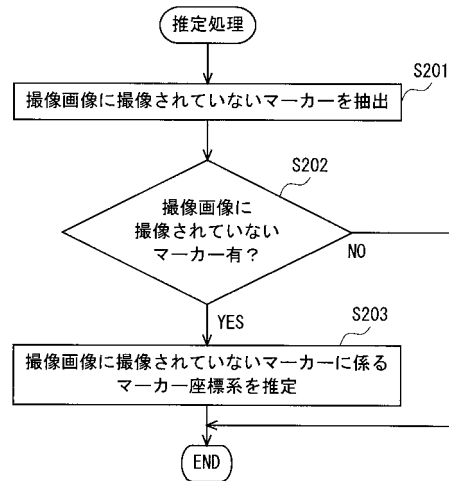 推定処理
S201
撮像画像に撮像されていないマーカーを抽出
S202
撮像画像に
撮像されていない
マーカー有?
NO
YES
S203
撮像画像に撮像されていないマーカーに係る
マーカー座標系を推定
END